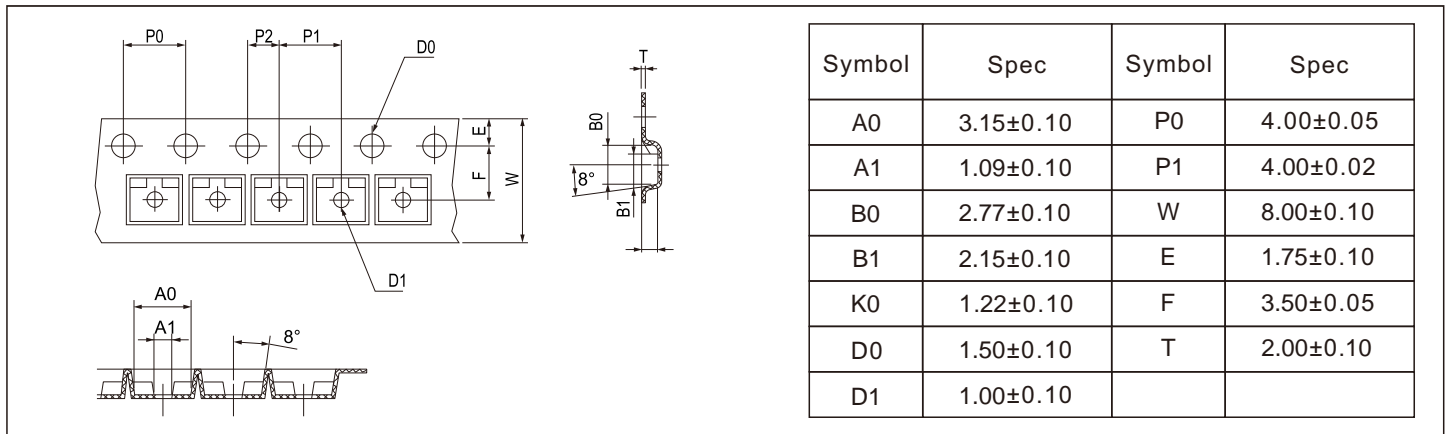 P0 P2 P1 D0
E
F
W
D1
A0
A1
8°
T
B0
8°
B1
Symbol Spec Symbol Spec
A0 3.15±0.10 P0 4.00±0.05
A1 1.09±0.10 P1 4.00±0.02
B0 2.77±0.10 W 8.00±0.10
B1 2.15±0.10 E 1.75±0.10
K0 1.22±0.10 F 3.50±0.05
D0 1.50±0.10 T 2.00±0.10
D1 1.00±0.10